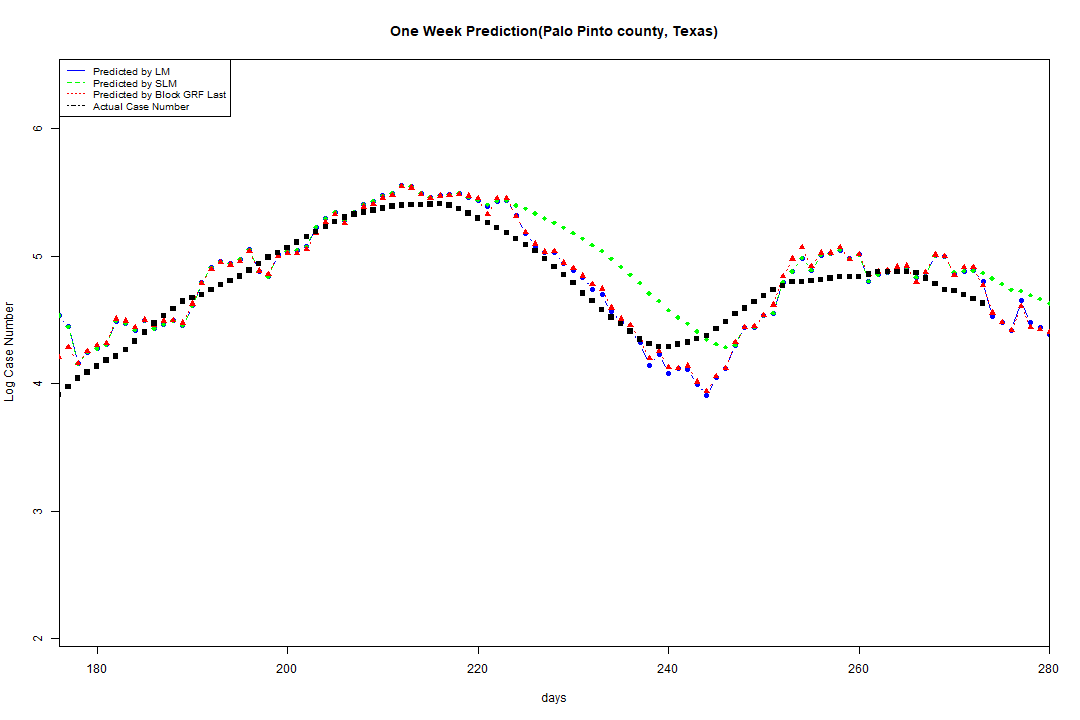 One Week Prediction(Palo Pinto county, Texas)
Predicted by LM
Predicted by SLM
Predicted by Block GRF Last
Actual Case Number
Log Case Number
6
5
4
3
2
180 200 220 240 260 280
days